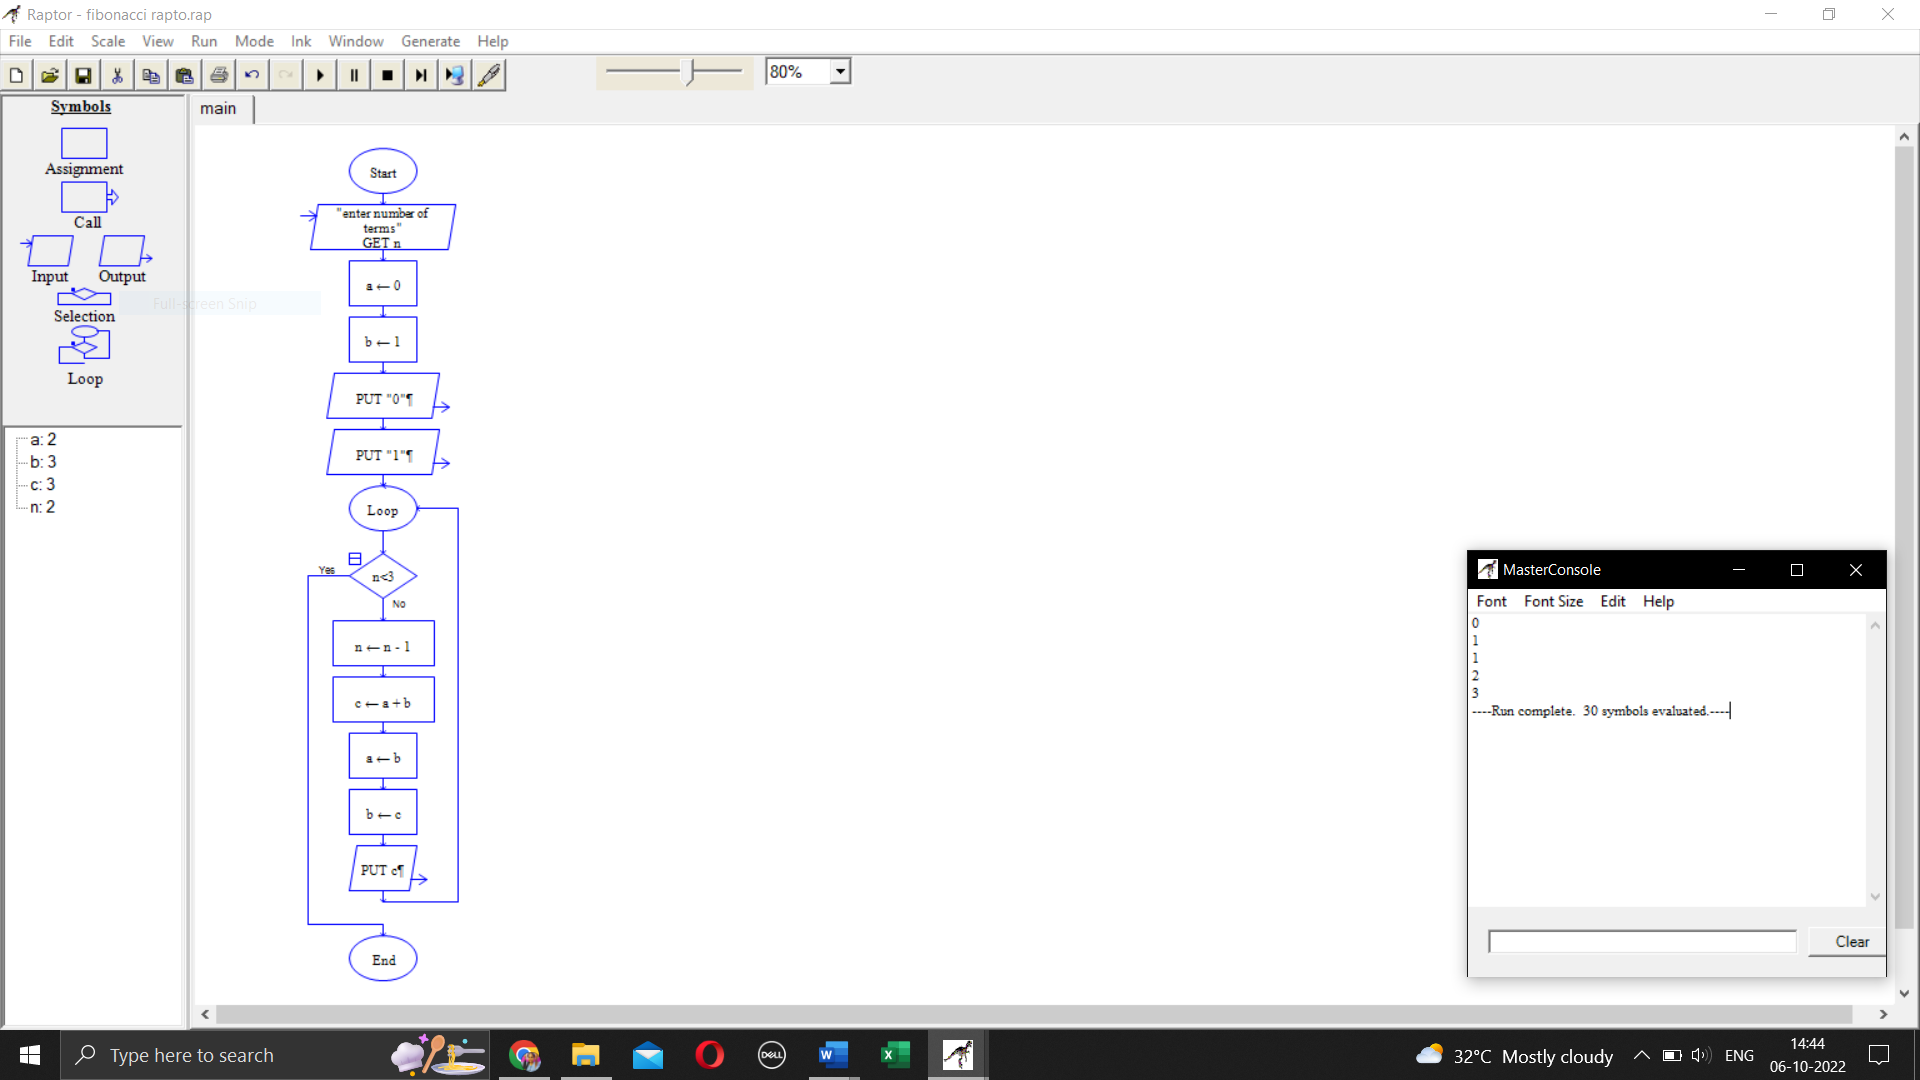 Raptor - fibonacci rapto.rap
File Edit Scale View Run Mode Ink Window Generate Help
80%
Symbols
Assignment
Call
Input Output
Selection
Loop
Full-screen Snip
a: 2
b: 3
c: 3
n: 2
main
Start
"enter number of
terms"
GET n
a ← 0
b ← 1
PUT "0"¶
PUT "1"¶
Loop
Yes
n<3
No
n ← n - 1
c ← a + b
a ← b
b ← c
PUT c¶
End
MasterConsole
Font Font Size Edit Help
0
1
1
2
3
----Run complete. 30 symbols evaluated.----
Clear
Type here to search
DELL
W
X
32°C Mostly cloudy
ENG
14:44
06-10-2022